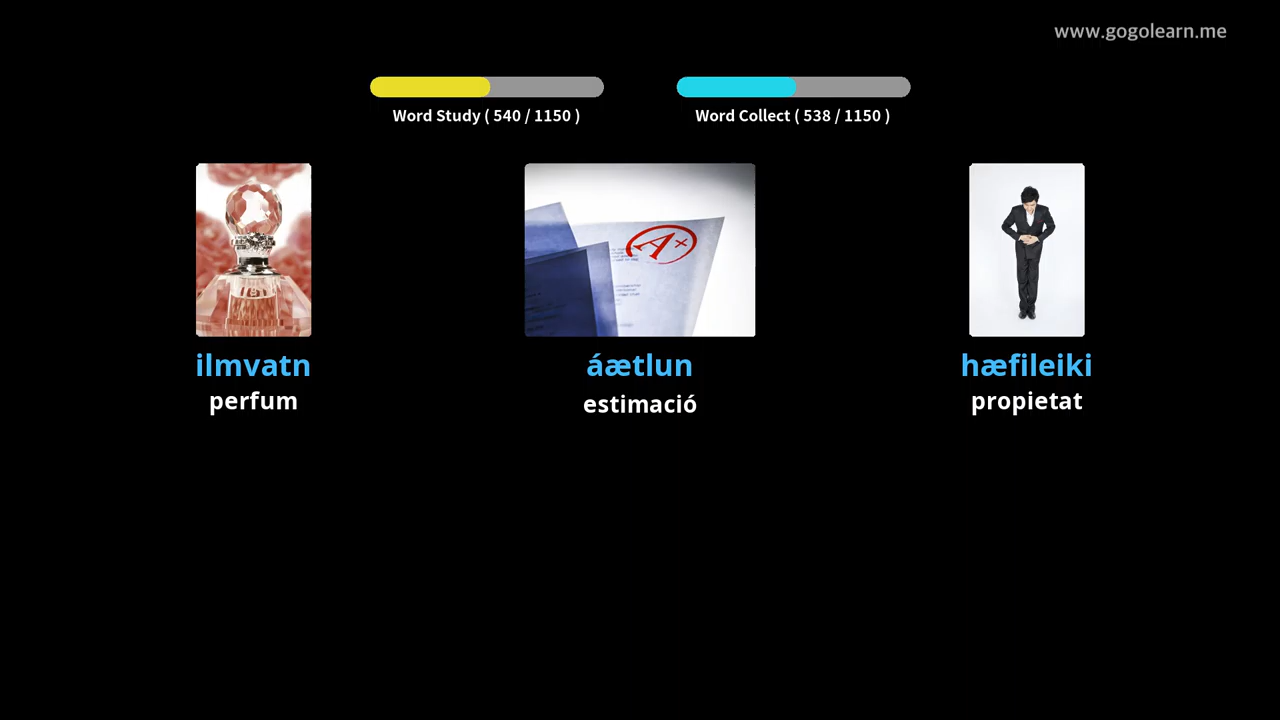 www.gogolearn.me
Word Study ( 540 / 1150 )
Word Collect ( 538 / 1150 )
A+
ilmvatn
perfum
áætlun
estimació
hæfileiki
propietat